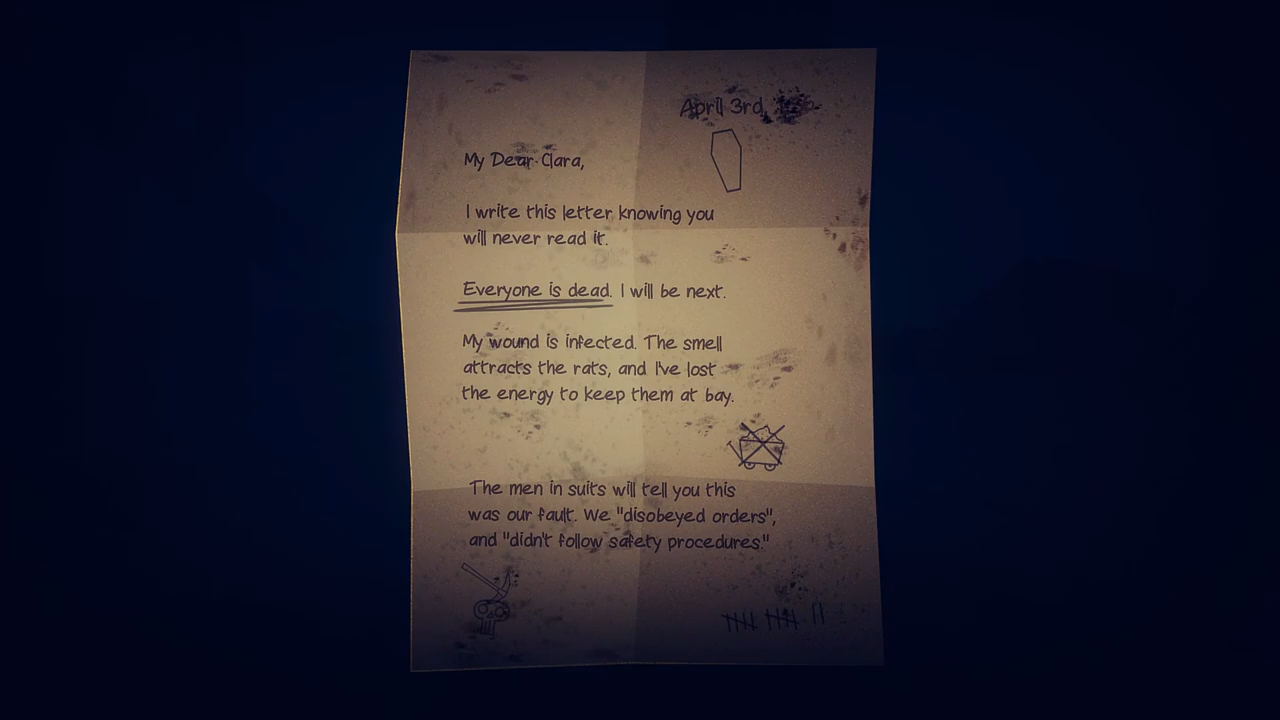 April 3rd,
My Dear Clara,
I write this letter knowing you
will never read it.
Everyone is dead. I will be next.
My wound is infected. The smell
attracts the rats, and I've lost
the energy to keep them at bay.
The men in suits will tell you this
was our fault. We "disobeyed orders",
and "didn't follow safety procedures."